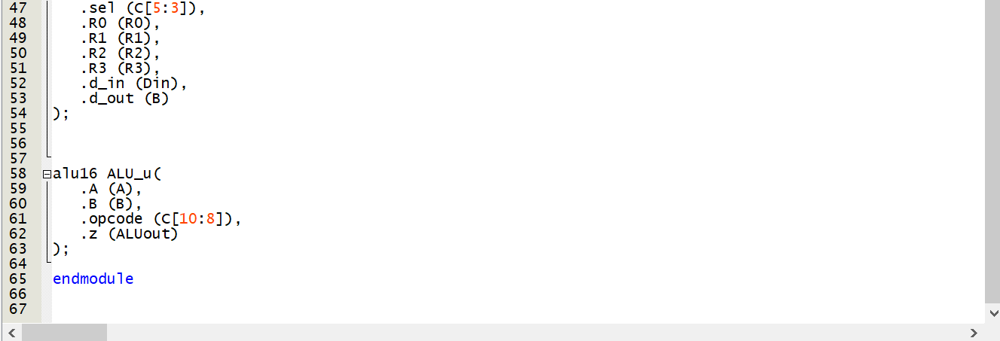 47 .sel (C[5:3]),
48 .R0 (R0),
49 .R1 (R1),
50 .R2 (R2),
51 .R3 (R3),
52 .d_in (Din),
53 .d_out (B)
54 );
55
56
57
58 alu16 ALU_u(
59 .A (A),
60 .B (B),
61 .opcode (C[10:8]),
62 .z (ALUout)
63 );
64
65 endmodule
66
67